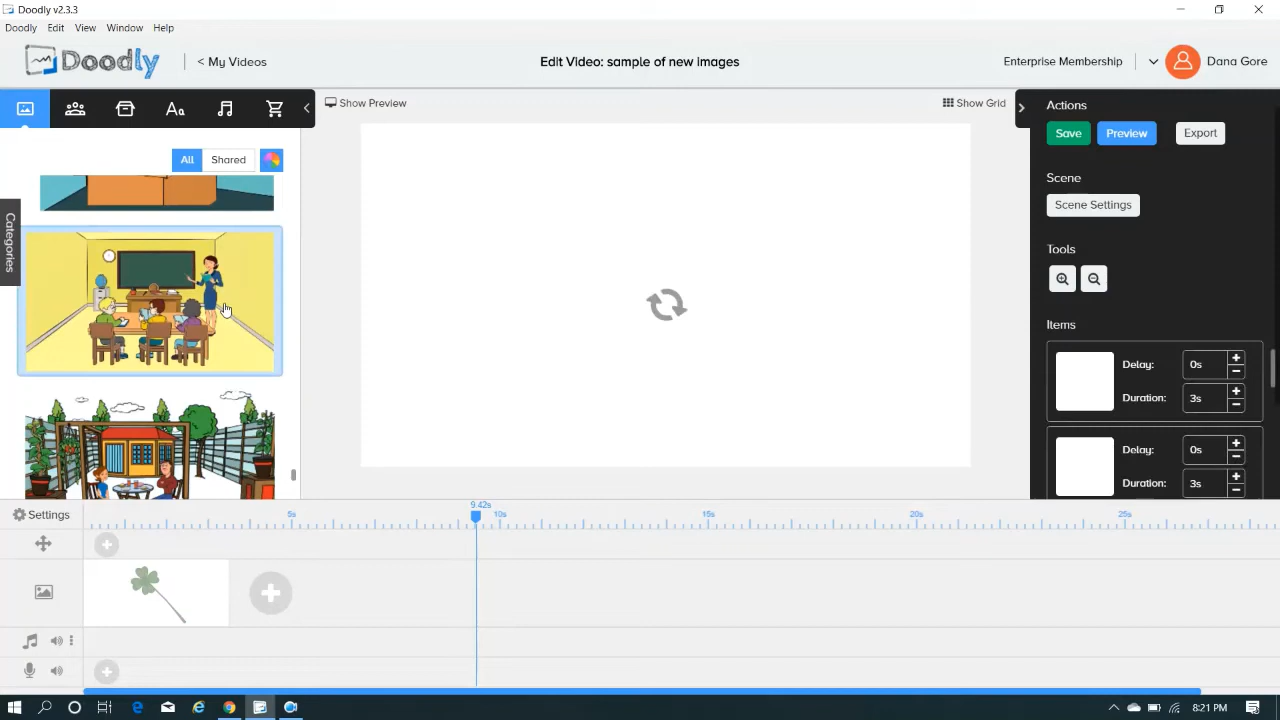 Doodly v2.3.3
Doodly Edit View Window Help
Doodly < My Videos Edit Video: sample of new images Enterprise Membership Dana Gore
Show Preview Show Grid
All Shared
Categories
Actions
Save Preview Export
Scene
Scene Settings
Tools
Items
Delay: 0s
Duration: 3s
Delay: 0s
Duration: 3s
Settings 5s 9.42s 10s 15s 20s 25s
8:21 PM